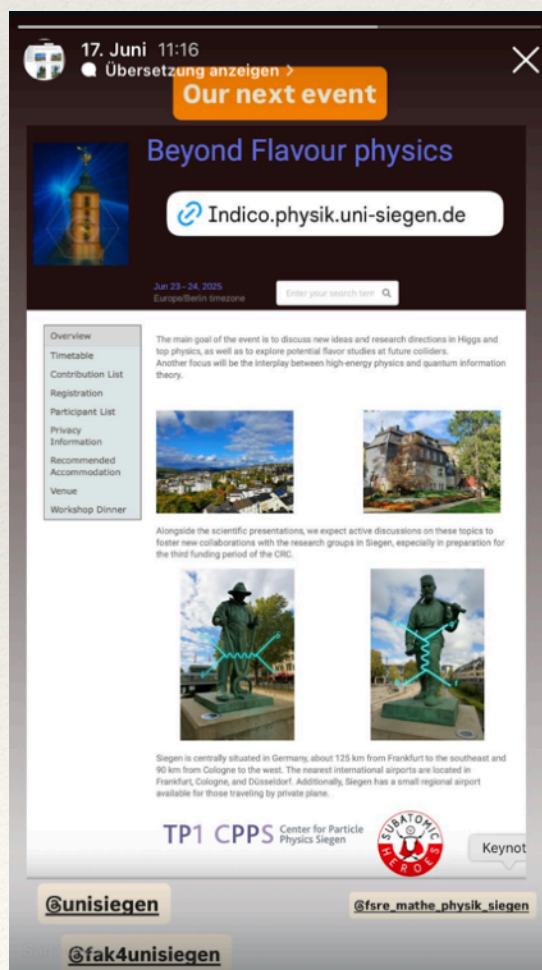 17. Juni 11:16
Übersetzung anzeigen >
Our next event
Beyond Flavour physics
Indico.physik.uni-siegen.de
Jun 23 – 24, 2025
Europe/Berlin timezone
Enter your search term
Overview
Timetable
Contribution List
Registration
Participant List
Privacy
Information
Recommended
Accommodation
Venue
Workshop Dinner
The main goal of the event is to discuss new ideas and research directions in Higgs and
top physics, as well as to explore potential flavor studies at future colliders.
Another focus will be the interplay between high-energy physics and quantum information
theory.
Alongside the scientific presentations, we expect active discussions on these topics to
foster new collaborations with the research groups in Siegen, especially in preparation for
the third funding period of the CRC.
Siegen is centrally situated in Germany, about 125 km from Frankfurt to the southeast and
90 km from Cologne to the west. The nearest international airports are located in
Frankfurt, Cologne, and Düsseldorf. Additionally, Siegen has a small regional airport
available for those traveling by private plane.
TP1 CPPS Center for Particle
Physics Siegen
SUBATOMIC
HEROES
Keynot
@unisiegen
@fsre_mathe_physik_siegen
@fak4unisiegen